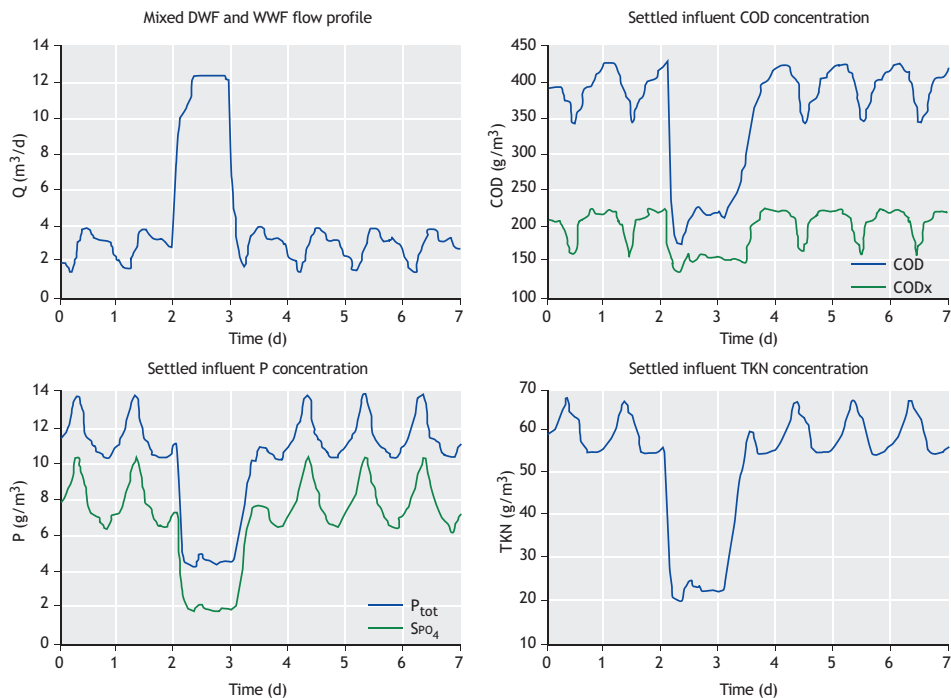 Mixed DWF and WWF flow profile
14
12
10
8
6
4
2
0
Q (m³/d)
0 1 2 3 4 5 6 7
Time (d)
Settled influent COD concentration
450
400
350
300
250
200
150
100
COD (g/m³)
COD
CODx
0 1 2 3 4 5 6 7
Time (d)
Settled influent P concentration
14
12
10
8
6
4
2
0
P (g/m³)
Ptot
SPO4
0 1 2 3 4 5 6 7
Time (d)
Settled influent TKN concentration
70
60
50
40
30
20
10
TKN (g/m³)
0 1 2 3 4 5 6 7
Time (d)